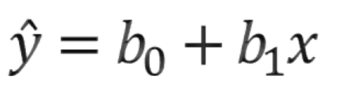 ŷ = b₀ + b₁x